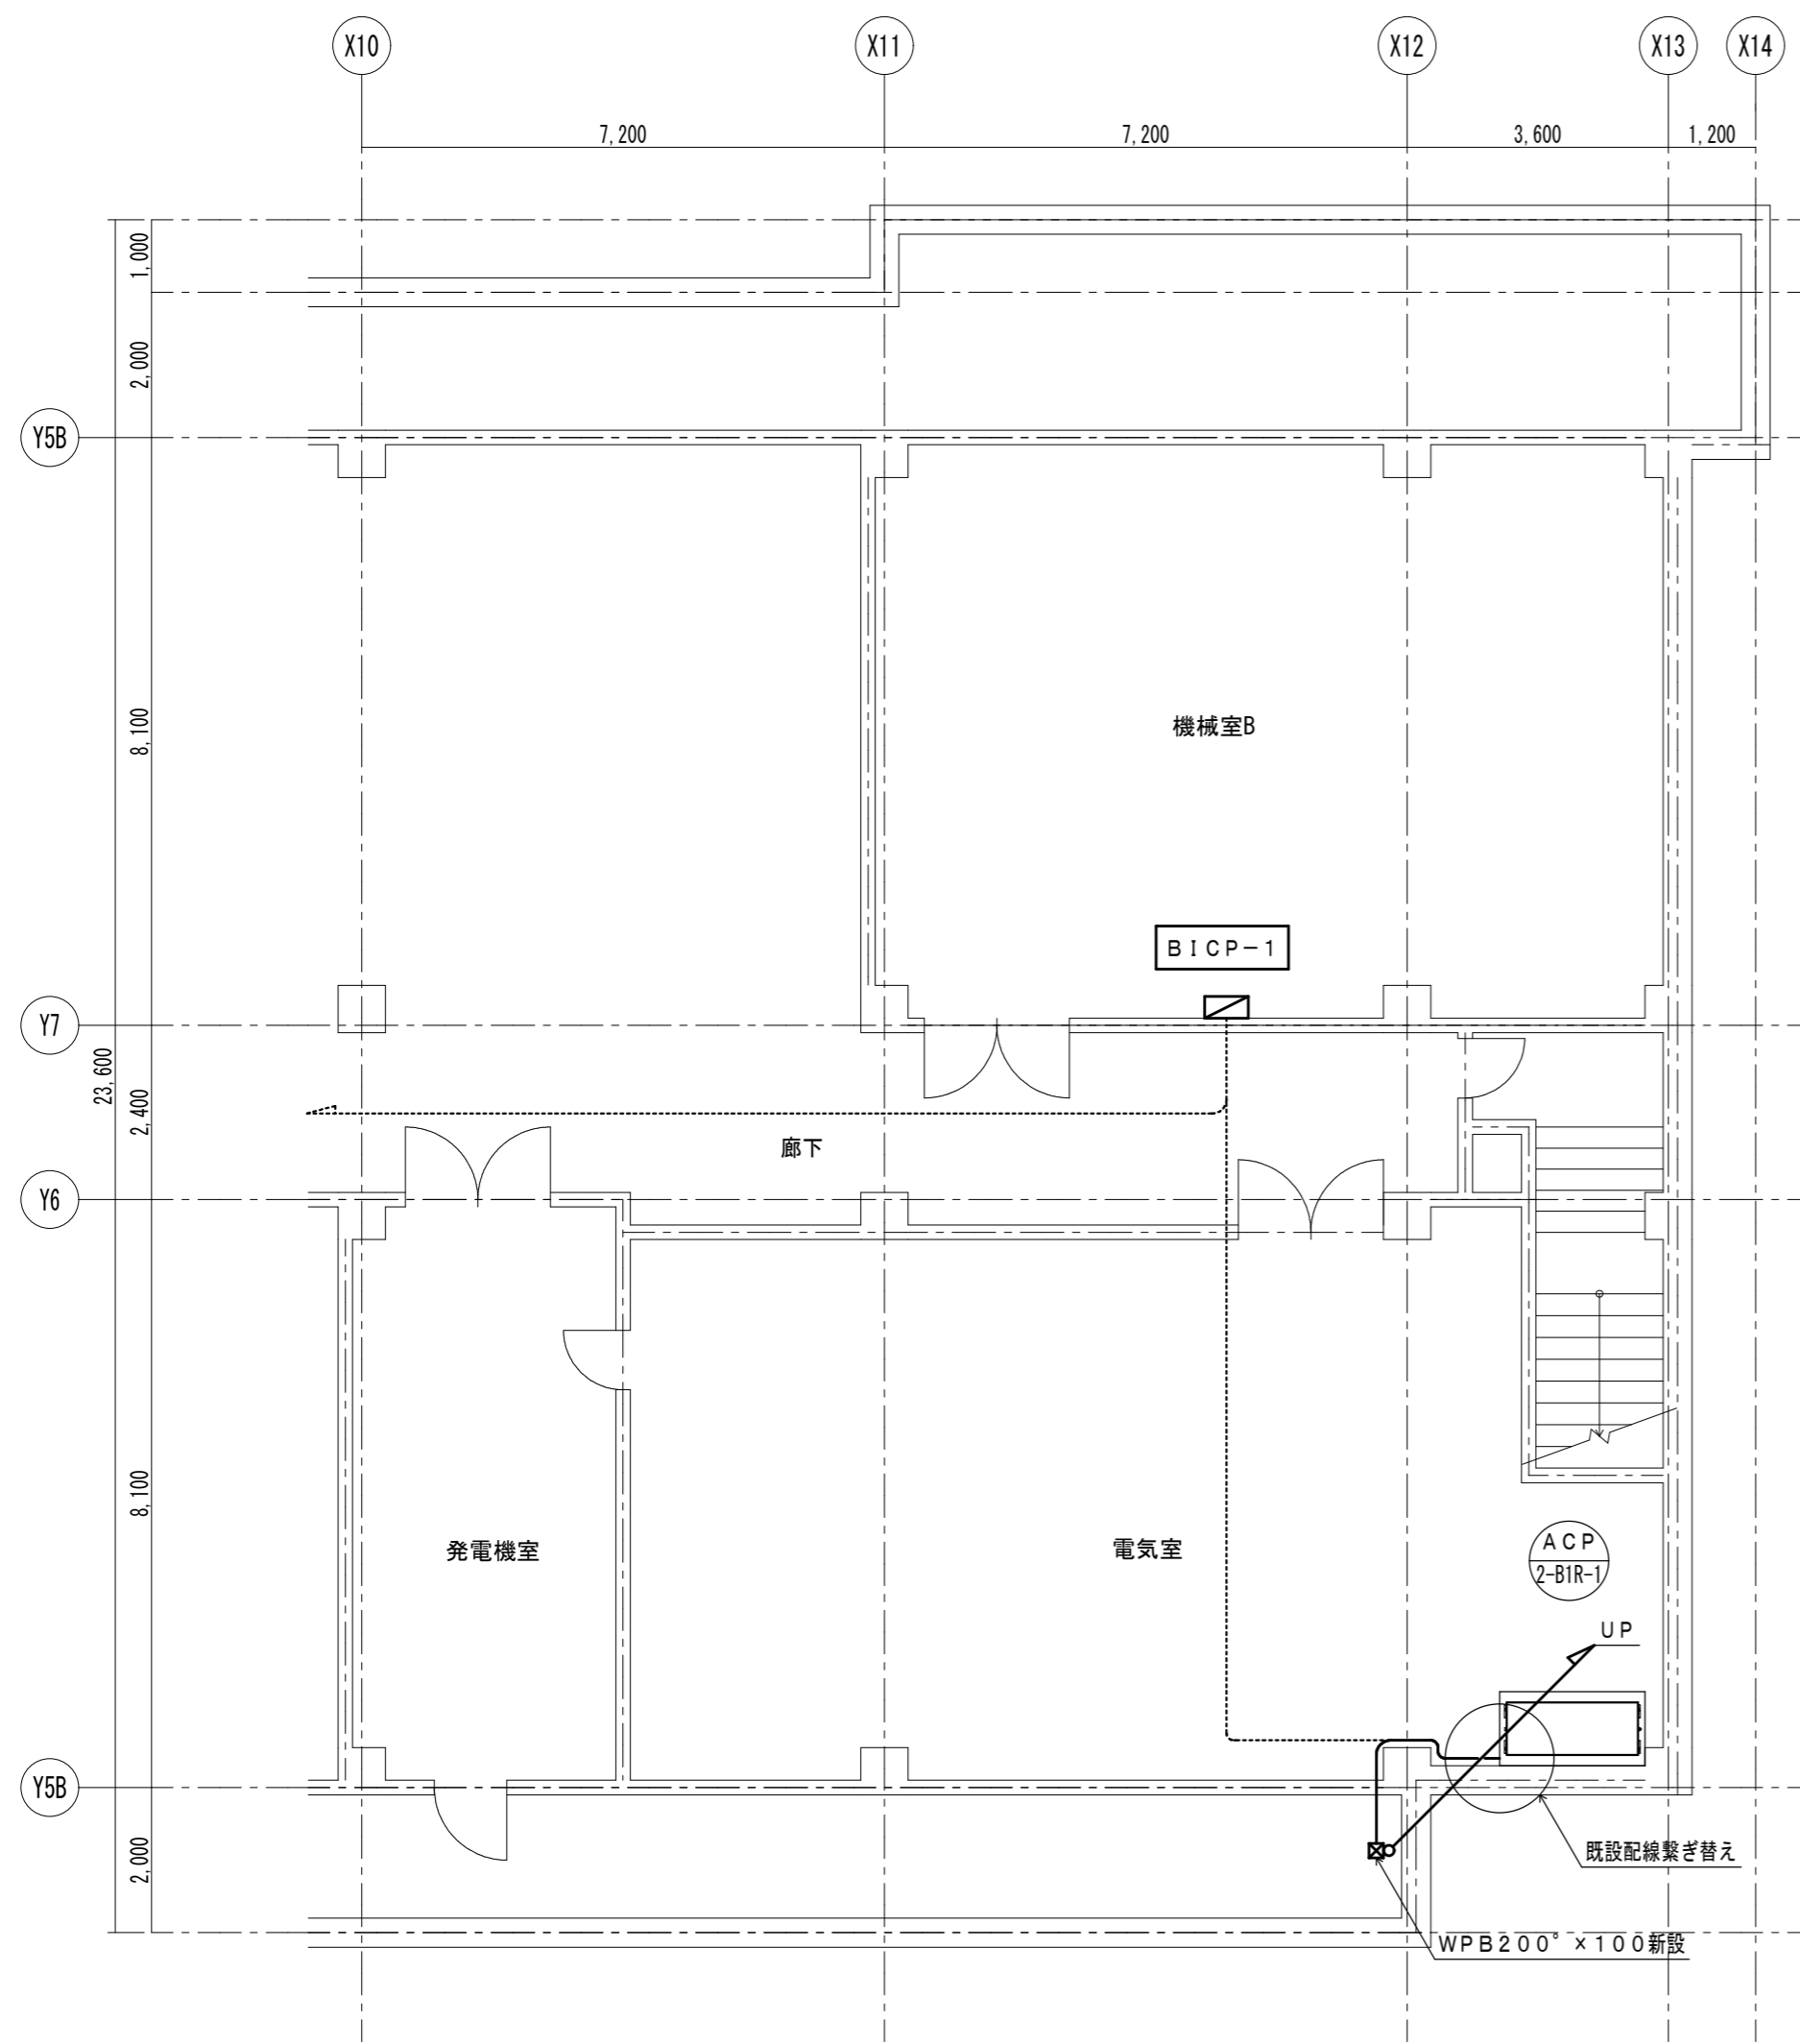 X10
X11
X12
X13
X14
7,200
7,200
3,600
1,200
1,000
2,000
Y5B
8,100
機械室B
BICP-1
Y7
23,600
2,400
廊下
Y6
8,100
発電機室
電気室
ACP
2-B1R-1
UP
Y5B
既設配線繋ぎ替え
2,000
WPB200°×100新設